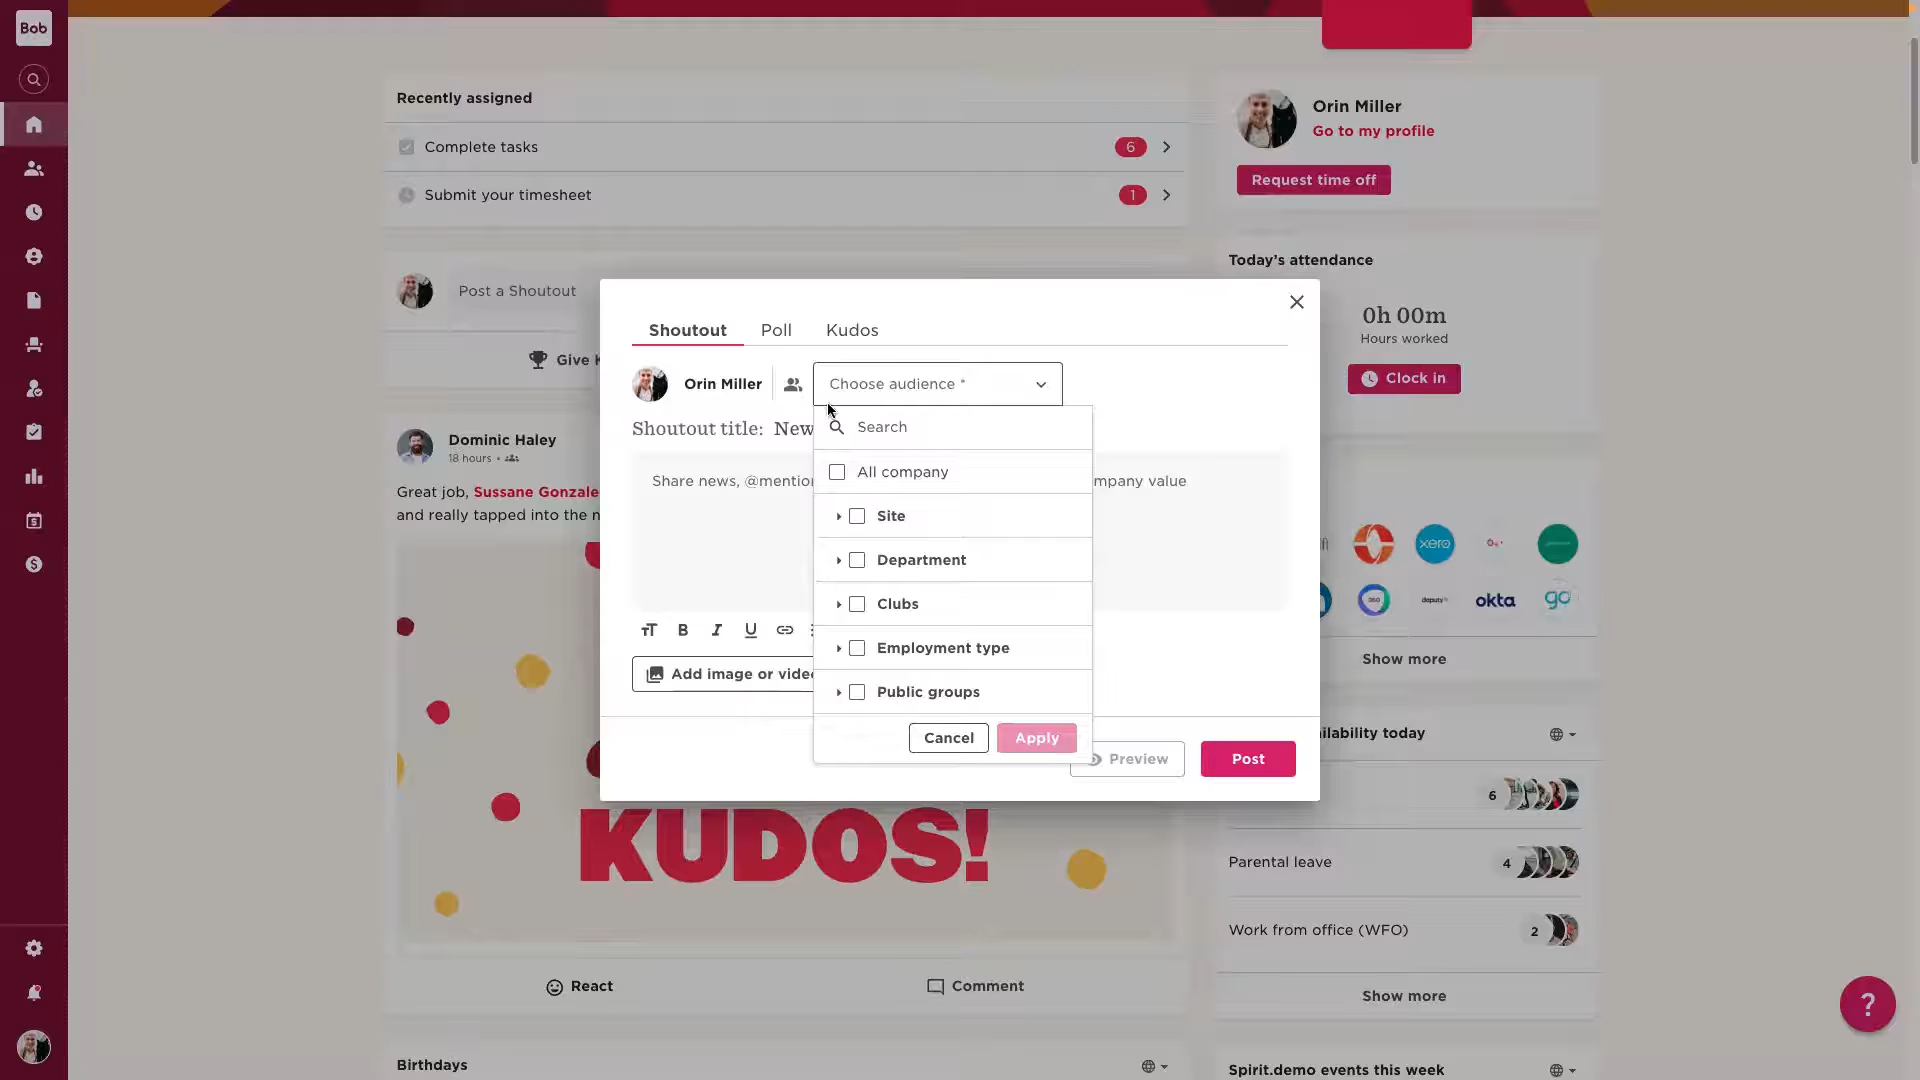 Bob
Recently assigned
Complete tasks
6
Submit your timesheet
1
Orin Miller
Go to my profile
Request time off
Today's attendance
0h 00m
Hours worked
Clock in
Post a Shoutout
Give
Shoutout
Poll
Kudos
Orin Miller
Choose audience *
Shoutout title: New
Search
Share news, @mention
mpany value
All company
Site
Department
Clubs
Employment type
Public groups
Cancel
Apply
B
I
U
Add image or video
Preview
Post
Dominic Haley
18 hours •
Great job, Sussane Gonzale
and really tapped into the n
KUDOS!
React
Comment
Birthdays
xero
360
deputy
okta
go
Show more
ilability today
6
Parental leave
4
Work from office (WFO)
2
Show more
Spirit.demo events this week
?